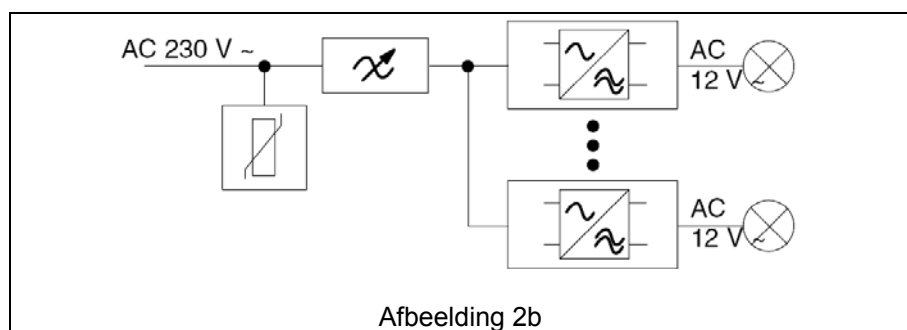 AC 230 V ~
AC
12 V ~
AC
12 V ~
Afbeelding 2b